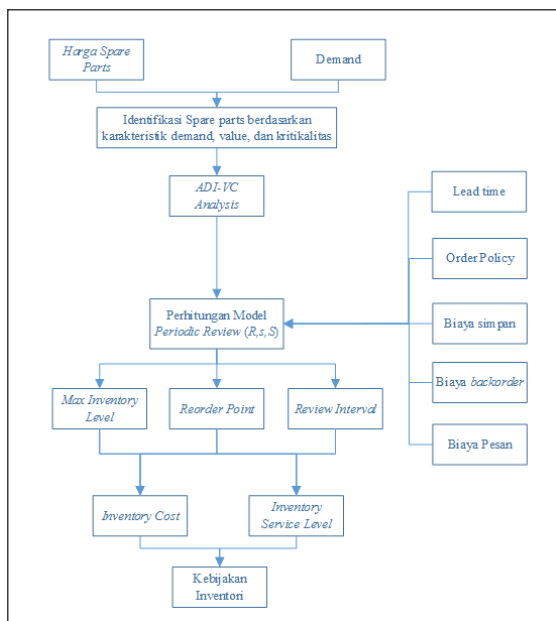 Harga Spare
Parts
Demand
Identifikasi Spare parts berdasarkan
karakteristik demand, value, dan kritikalitas
ADI-VC
Analysis
Lead time
Order Policy
Perhitungan Model
Periodic Review (R,s,S)
Biaya simpan
Biaya backorder
Biaya Pesan
Max Inventory
Level
Reorder Point
Review Interval
Inventory Cost
Inventory
Service Level
Kebijakan
Inventori